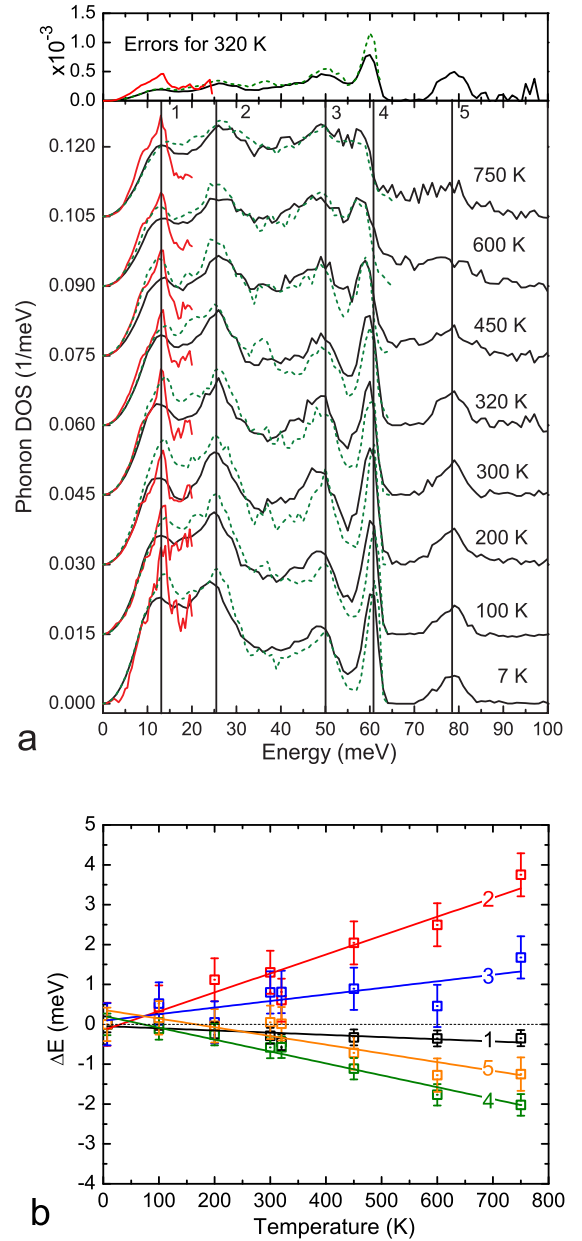 Errors for 320 K
x10⁻³
1.5
1.0
0.5
0.0
1 2 3 4 5
0.120
0.105
0.090
0.075
0.060
0.045
0.030
0.015
0.000
750 K
600 K
450 K
320 K
300 K
200 K
100 K
7 K
Phonon DOS (1/meV)
0 10 20 30 40 50 60 70 80 90 100
Energy (meV)
a
5
4
3
2
1
0
-1
-2
-3
-4
2
3
1
5
4
ΔE (meV)
0 100 200 300 400 500 600 700 800
Temperature (K)
b